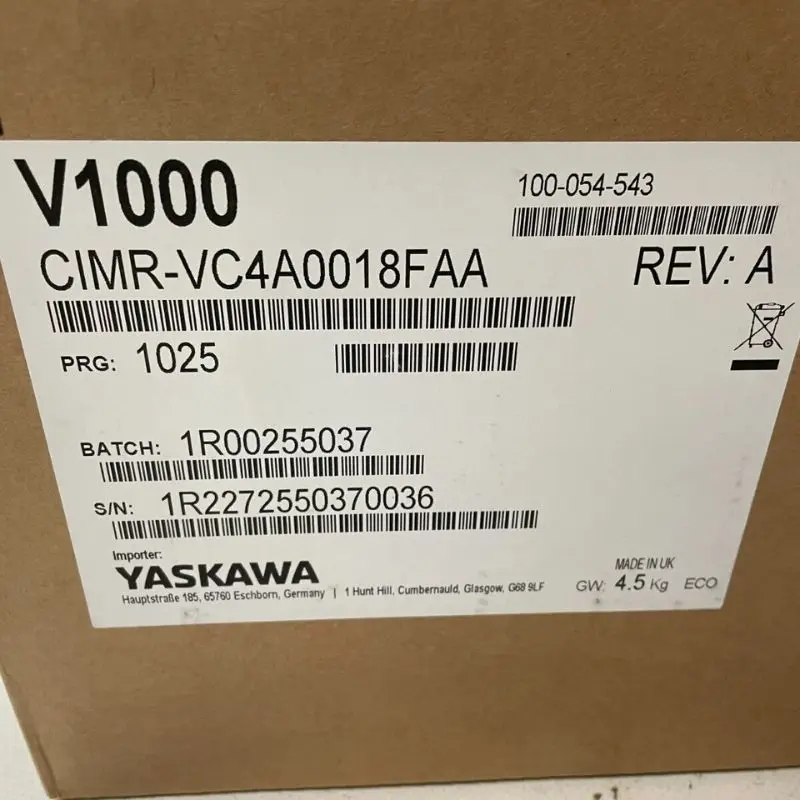 V1000
100-054-543
CIMR-VC4A0018FAA
REV: A
PRG: 1025
BATCH: 1R00255037
S/N: 1R2272550370036
Importer:
YASKAWA
Hauptstraße 185, 65760 Eschborn, Germany | 1 Hunt Hill, Cumbernauld, Glasgow, G68 9LF
MADE IN UK
GW: 4.5 Kg ECO